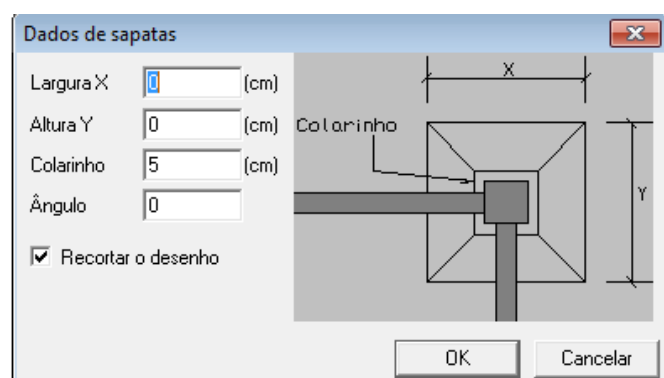 Dados de sapatas
Largura X 0 (cm)
Altura Y 0 (cm)
Colarinho 5 (cm)
Ângulo 0
Recortar o desenho
X
Colarinho
Y
OK Cancelar